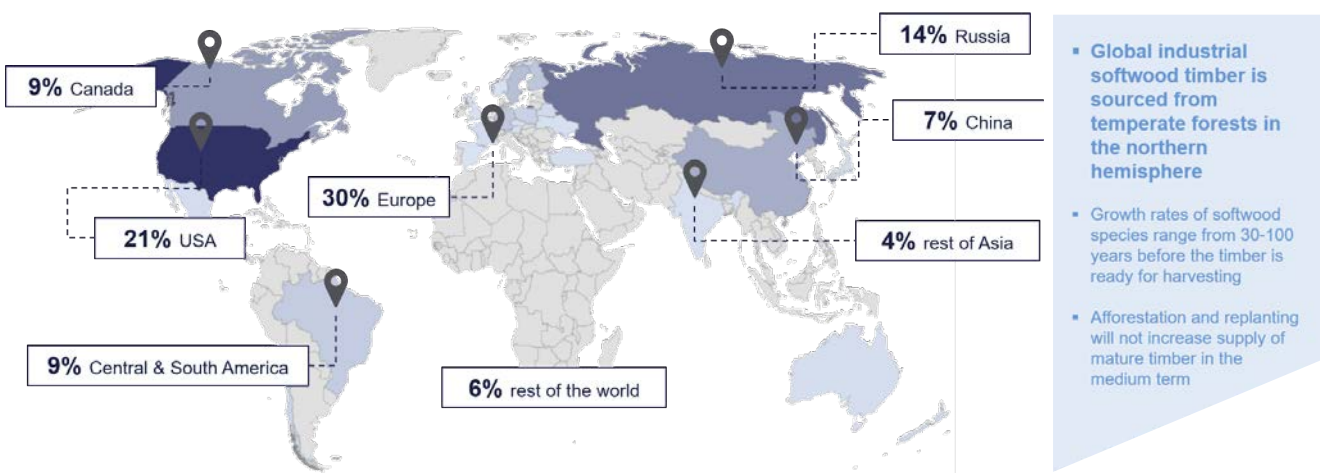 14% Russia
9% Canada
7% China
30% Europe
21% USA
4% rest of Asia
9% Central & South America
6% rest of the world
▪ Global industrial
softwood timber is
sourced from
temperate forests in
the northern
hemisphere
▪ Growth rates of softwood
species range from 30-100
years before the timber is
ready for harvesting
▪ Afforestation and replanting
will not increase supply of
mature timber in the
medium term